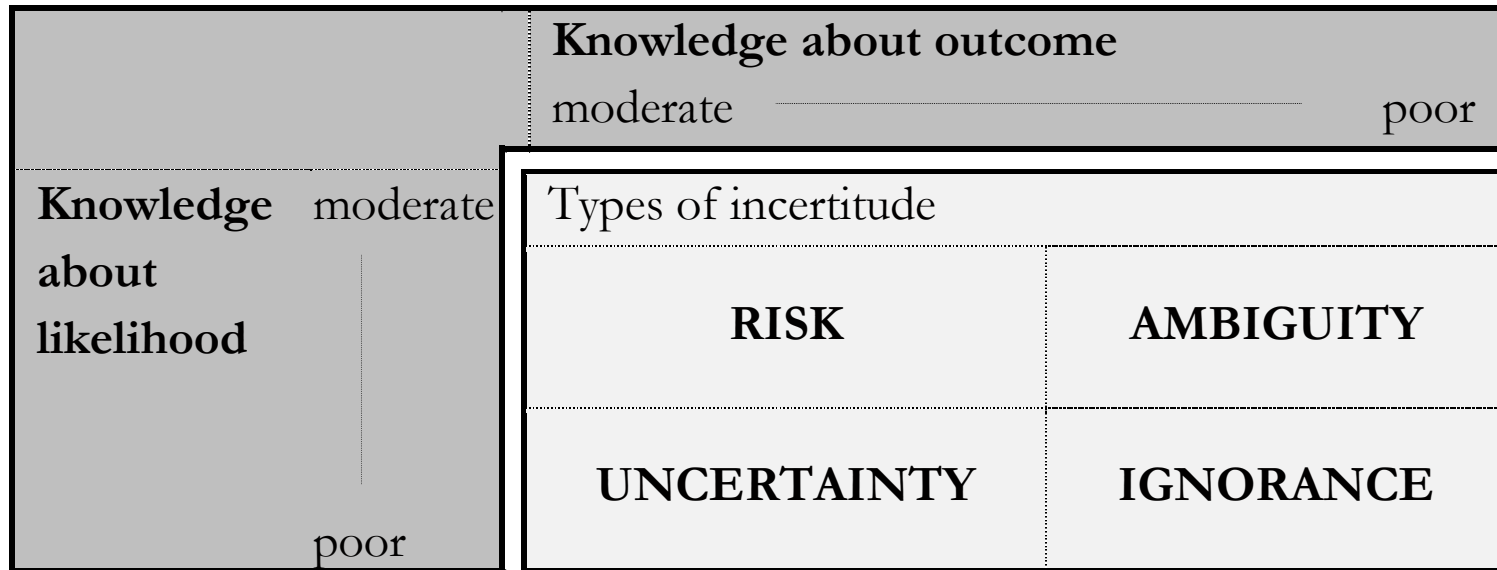 Knowledge about outcome
moderate poor
Knowledge moderate
about
likelihood
poor
Types of incertitude
RISK AMBIGUITY
UNCERTAINTY IGNORANCE